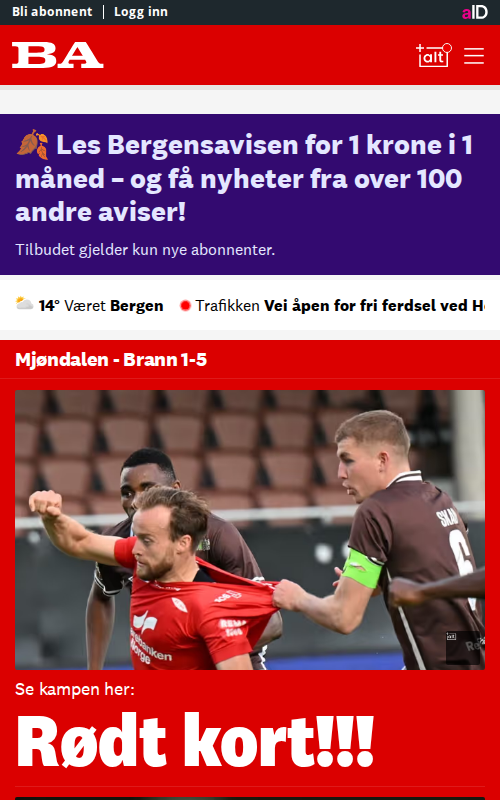 Bli abonnent
Logg inn
aID
BA
alt
Les Bergensavisen for 1 krone i 1
måned – og få nyheter fra over 100
andre aviser!
Tilbudet gjelder kun nye abonnenter.
14° Været Bergen
Trafikken Vei åpen for fri ferdsel ved
Mjøndalen - Brann 1-5
6
alt
Se kampen her:
Rødt kort!!!